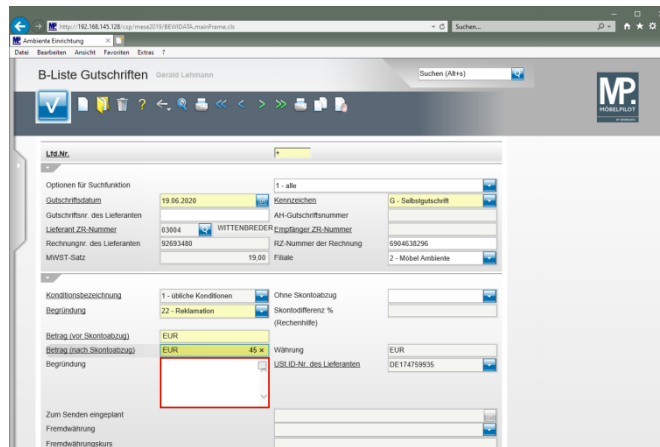 http://192.168.145.128/csp/mese2019/BEWIDATA.mainFrame.cls
Suchen...
Ambiente Einrichtung
Datei Bearbeiten Ansicht Favoriten Extras ?
B-Liste Gutschriften Gerald Lehmann
Suchen (Alt+s)
MP.
MÖBELPILOT
Lfd.Nr. +
Optionen für Suchfunktion 1 - alle
Gutschriftsdatum 19.06.2020 Kennzeichen G - Selbstgutschrift
Gutschriftsnr. des Lieferanten AH-Gutschriftsnummer
Lieferant ZR-Nummer 03004 WITTENBREDER Empfänger ZR-Nummer
Rechnungnr. des Lieferanten 92693480 RZ-Nummer der Rechnung 6904638296
MWST-Satz 19,00 Filiale 2 - Möbel Ambiente
Konditionsbezeichnung 1 - übliche Konditionen Ohne Skontoabzug
Begründung 22 - Reklamation Skontodifferenz %
(Rechenhilfe)
Betrag (vor Skontoabzug) EUR
Betrag (nach Skontoabzug) EUR 45 × Währung EUR
Begründung USt.ID-Nr. des Lieferanten DE174759935
Zum Senden eingeplant
Fremdwährung
Fremdwährungskurs